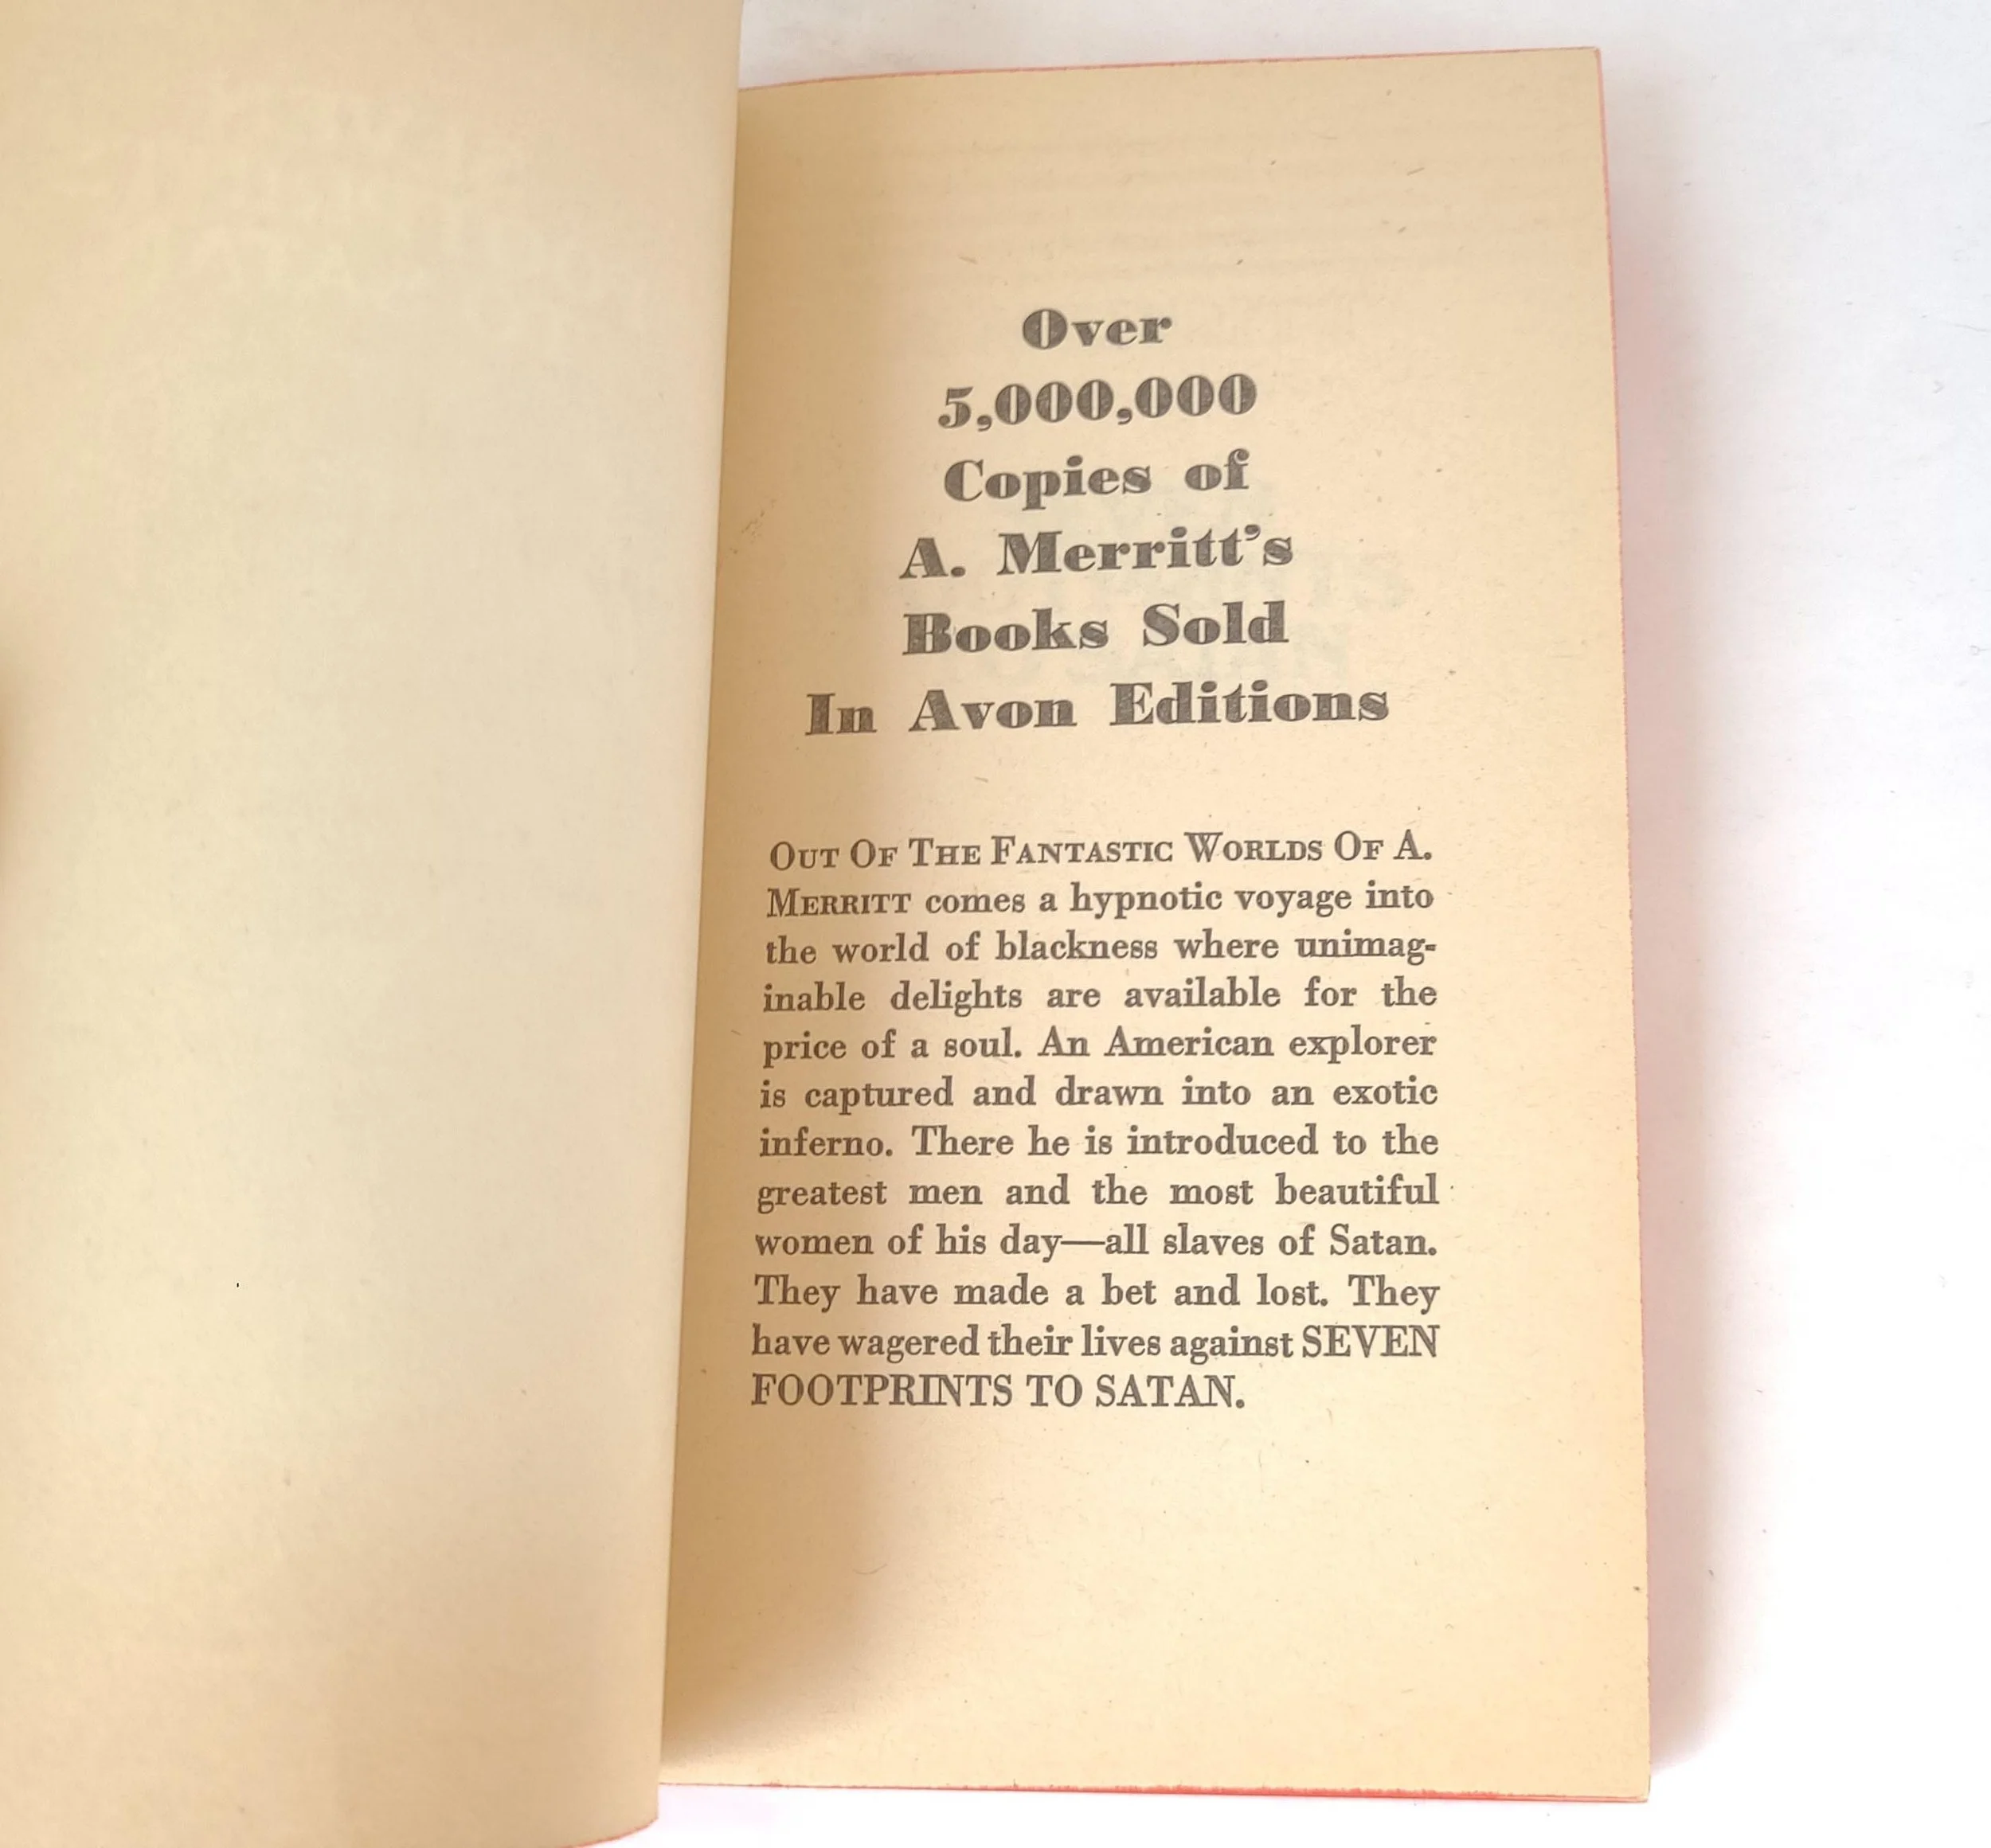 Over
5,000,000
Copies of
A. Merritt's
Books Sold
In Avon Editions
OUT OF THE FANTASTIC WORLDS OF A.
MERRITT comes a hypnotic voyage into
the world of blackness where unimag-
inable delights are available for the
price of a soul. An American explorer
is captured and drawn into an exotic
inferno. There he is introduced to the
greatest men and the most beautiful
women of his day—all slaves of Satan.
They have made a bet and lost. They
have wagered their lives against SEVEN
FOOTPRINTS TO SATAN.